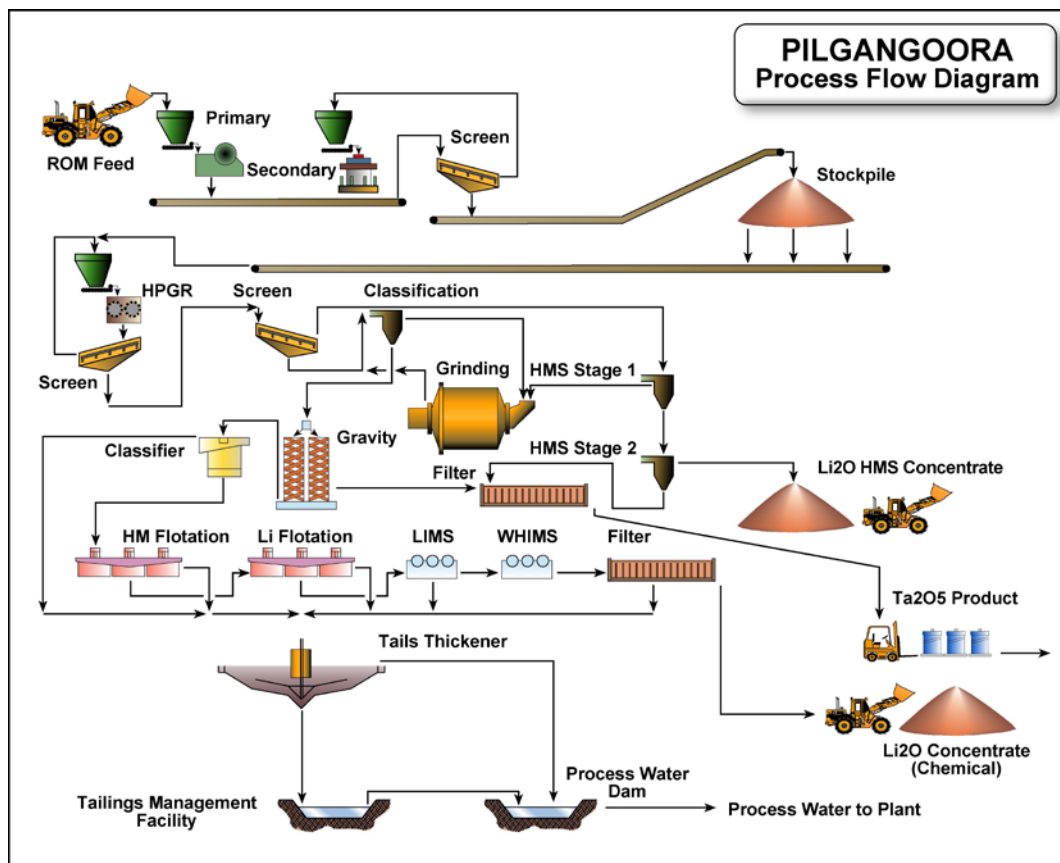 PILGANGOORA
Process Flow Diagram
ROM Feed
Primary
Secondary
Screen
Stockpile
HPGR
Screen
Screen
Classification
Grinding
HMS Stage 1
HMS Stage 2
Classifier
Gravity
Filter
Li2O HMS Concentrate
HM Flotation
Li Flotation
LIMS
WHIMS
Filter
Ta2O5 Product
Tails Thickener
Li2O Concentrate
(Chemical)
Tailings Management
Facility
Process Water
Dam
Process Water to Plant